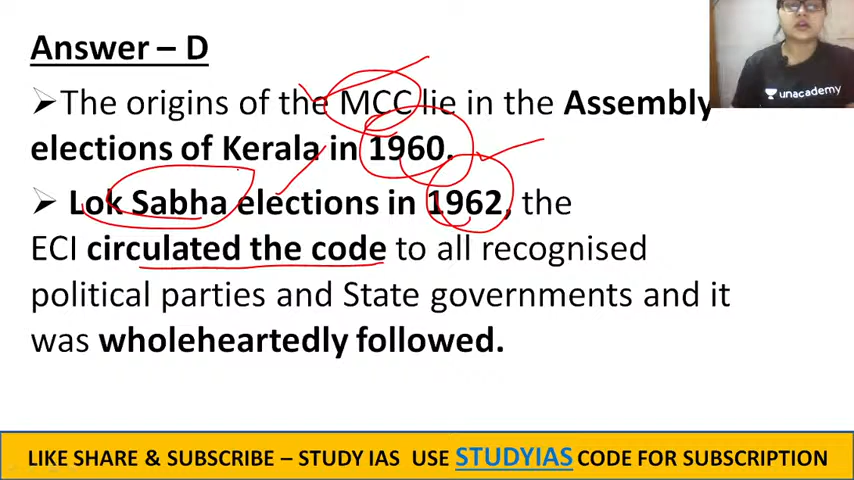 Answer – D
➢The origins of the MCC lie in the Assembly
elections of Kerala in 1960.
➢ Lok Sabha elections in 1962, the
ECI circulated the code to all recognised
political parties and State governments and it
was wholeheartedly followed.
unacademy
LIKE SHARE & SUBSCRIBE – STUDY IAS USE STUDYIAS CODE FOR SUBSCRIPTION